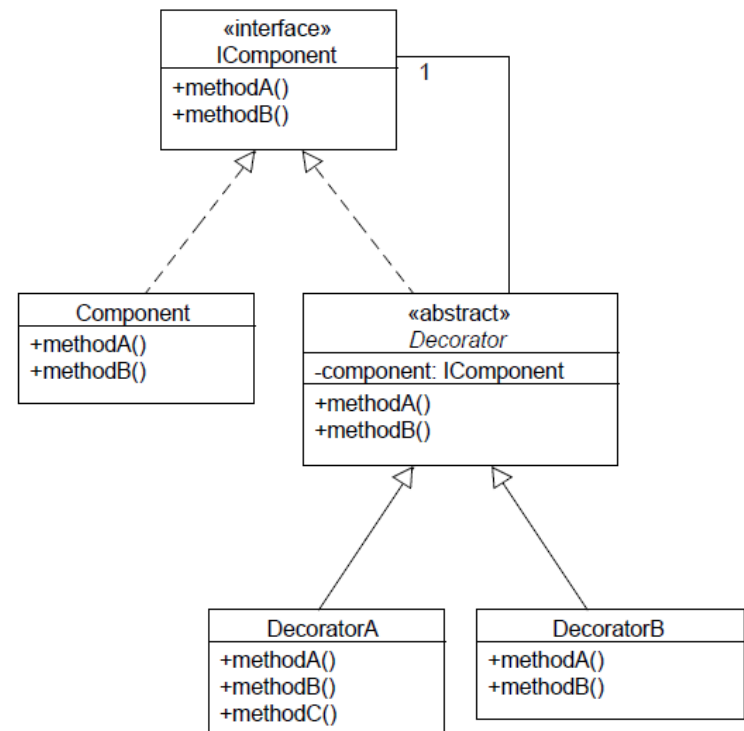 «interface»
IComponent
+methodA()
+methodB()
1
Component
+methodA()
+methodB()
«abstract»
Decorator
-component: IComponent
+methodA()
+methodB()
DecoratorA
+methodA()
+methodB()
+methodC()
DecoratorB
+methodA()
+methodB()